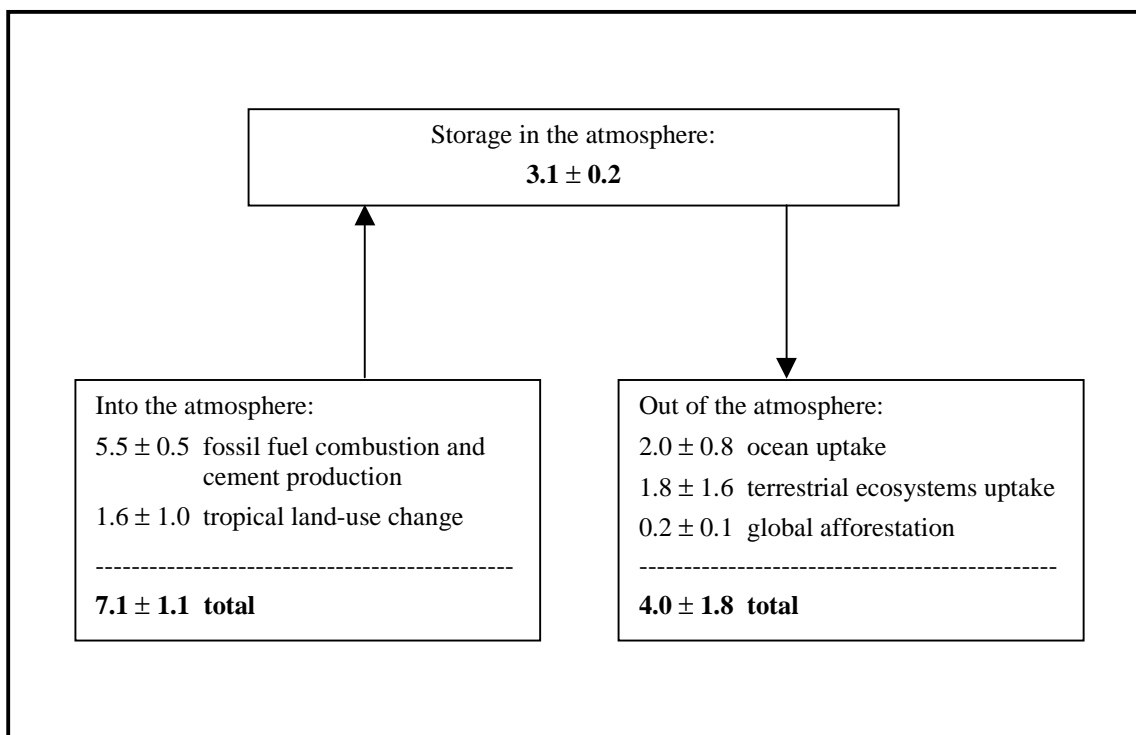 Storage in the atmosphere:
3.1 ± 0.2
Into the atmosphere:
5.5 ± 0.5 fossil fuel combustion and
cement production
1.6 ± 1.0 tropical land-use change
----------------------------------------------
7.1 ± 1.1 total
Out of the atmosphere:
2.0 ± 0.8 ocean uptake
1.8 ± 1.6 terrestrial ecosystems uptake
0.2 ± 0.1 global afforestation
----------------------------------------------
4.0 ± 1.8 total